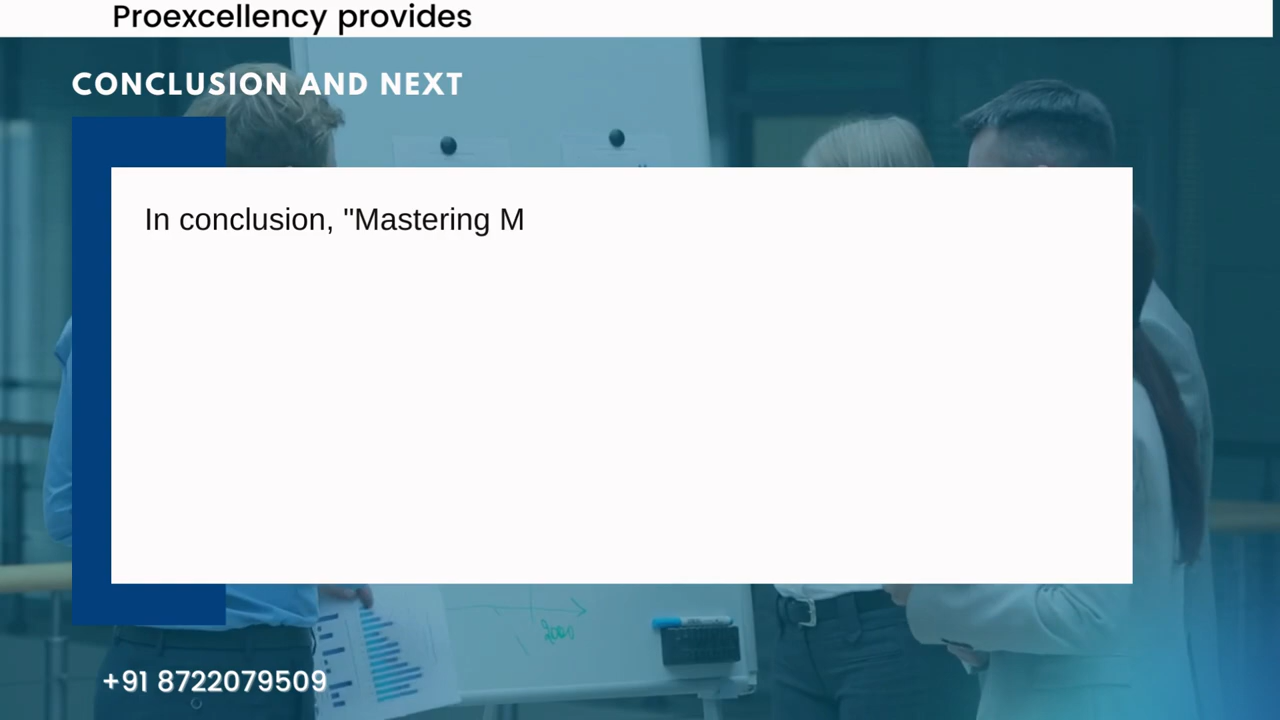 Proexcellency provides
CONCLUSION AND NEXT
In conclusion, "Mastering M
+91 8722079509